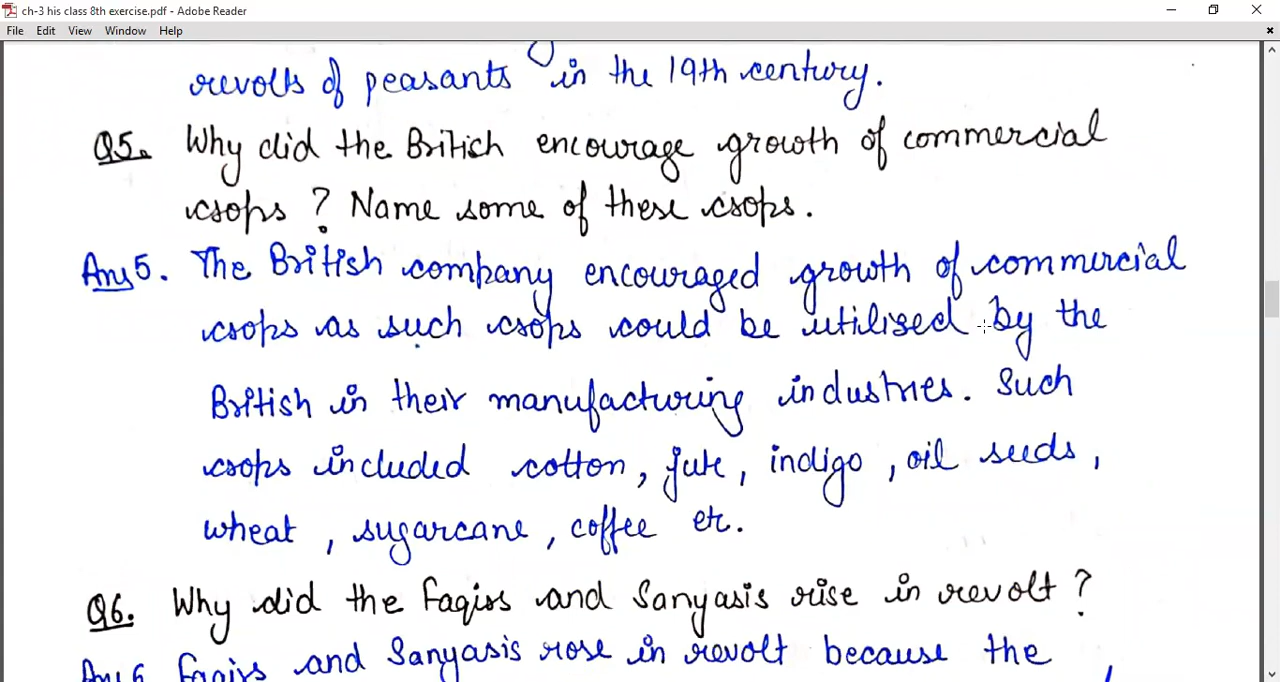 ch-3 his class 8th exercise.pdf - Adobe Reader
File Edit View Window Help
revolts of peasants in the 19th century.
Q5. Why did the British encourage growth of commercial
crops ? Name some of these crops.
Ans 5. The British company encouraged growth of commercial
crops as such crops could be utilised by the
British in their manufacturing industries. Such
crops included cotton, jute, indigo, oil seeds,
wheat, sugarcane, coffee etc.
Q6. Why did the Faqirs and Sanyasis rise in revolt ?
Ans 6 Faqirs and Sanyasis rose in revolt because the